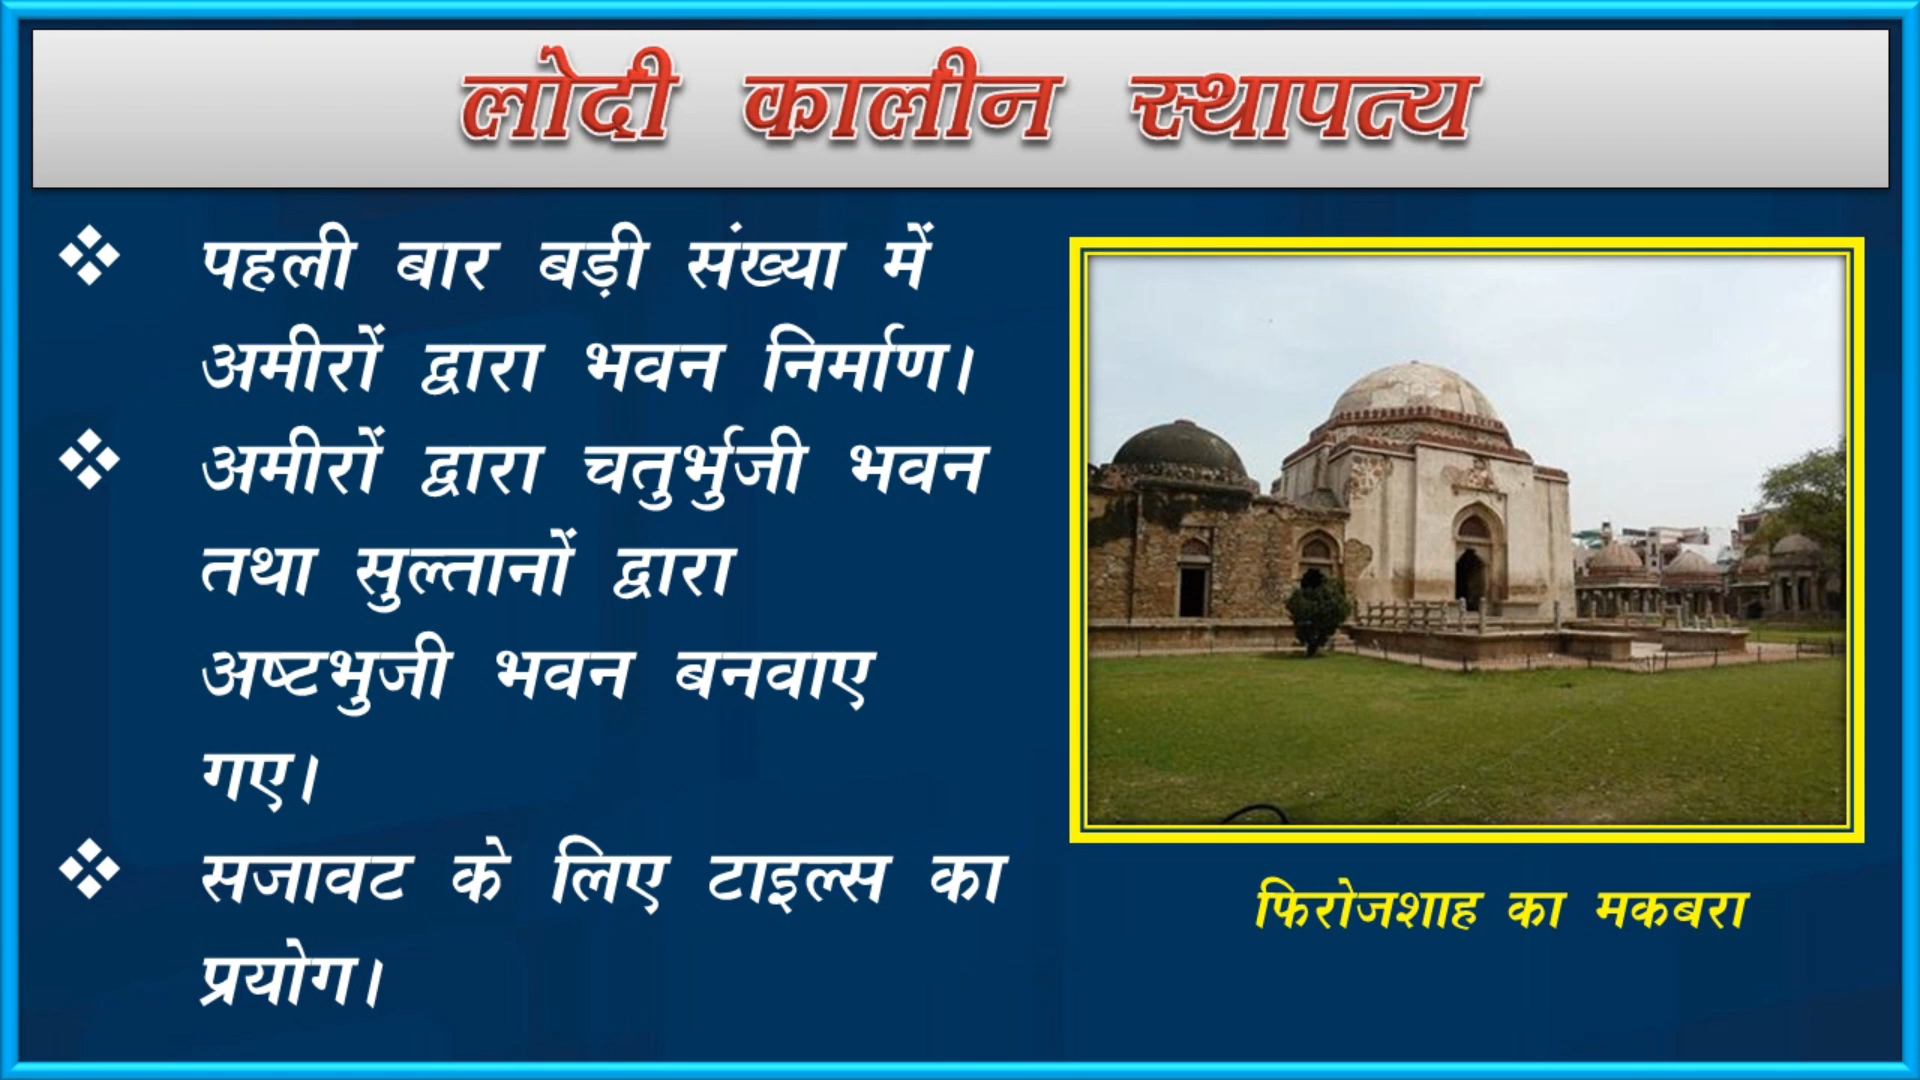 लोदी कालीन स्थापत्य
पहली बार बड़ी संख्या में
अमीरों द्वारा भवन निर्माण।
अमीरों द्वारा चतुर्भुजी भवन
तथा सुल्तानों द्वारा
अष्टभुजी भवन बनवाए
गए।
सजावट के लिए टाइल्स का
प्रयोग।
फिरोजशाह का मकबरा